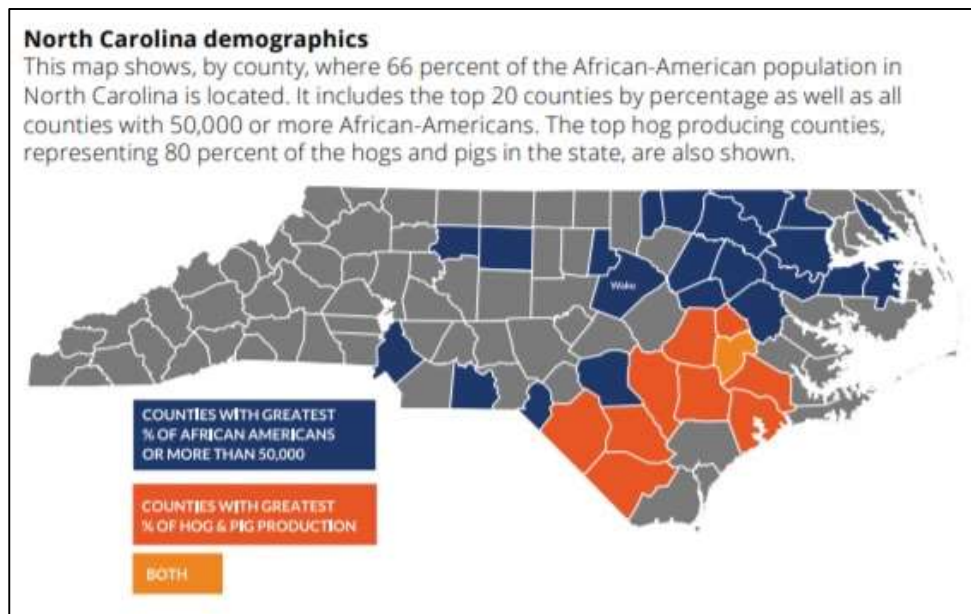 North Carolina demographics
This map shows, by county, where 66 percent of the African-American population in
North Carolina is located. It includes the top 20 counties by percentage as well as all
counties with 50,000 or more African-Americans. The top hog producing counties,
representing 80 percent of the hogs and pigs in the state, are also shown.
Wake
COUNTIES WITH GREATEST
% OF AFRICAN AMERICANS
OR MORE THAN 50,000
COUNTIES WITH GREATEST
% OF HOG & PIG PRODUCTION
BOTH